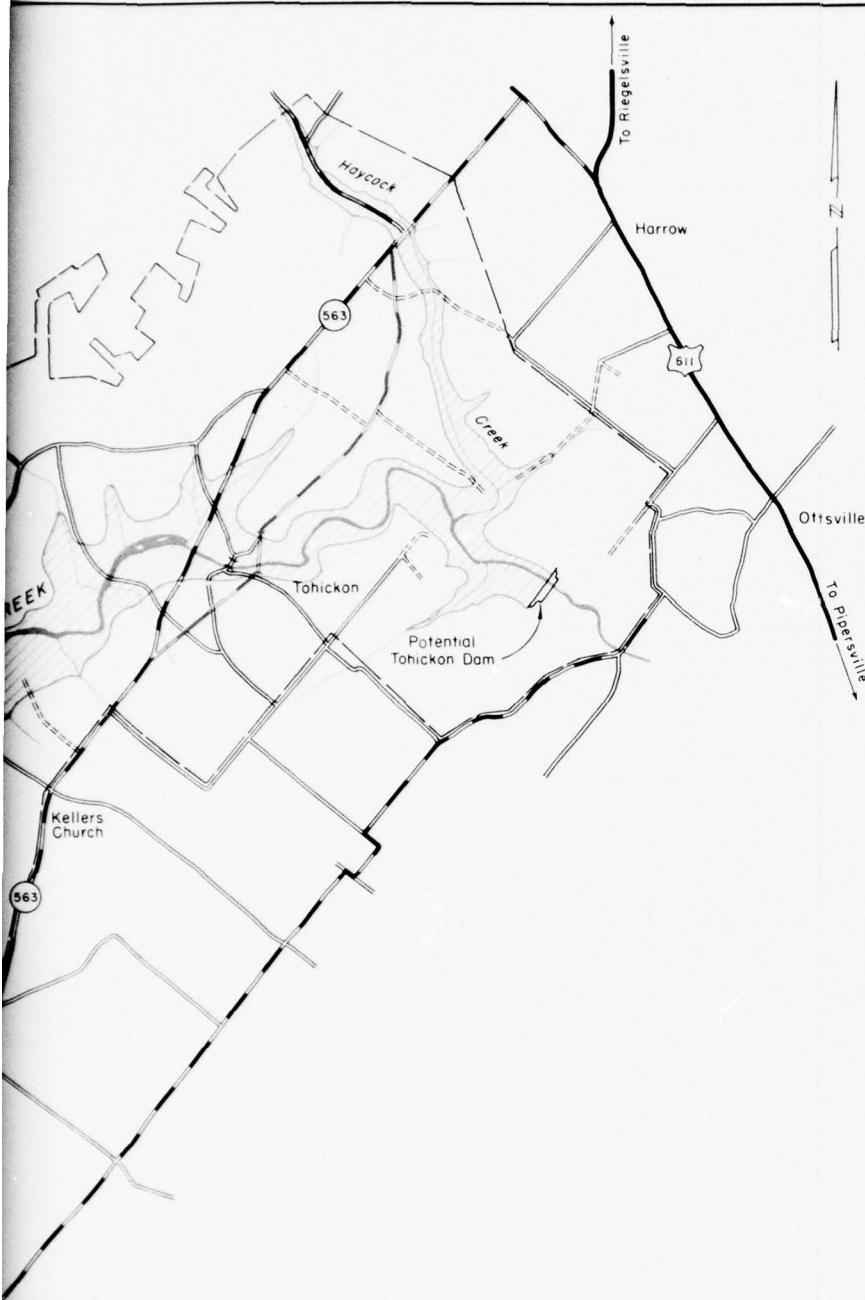 To Riegelsville
Haycock
N
Harrow
563
611
Creek
Ottsville
REEK
Tohickon
Potential
Tohickon Dam
To Pipersville
Kellers
Church
563